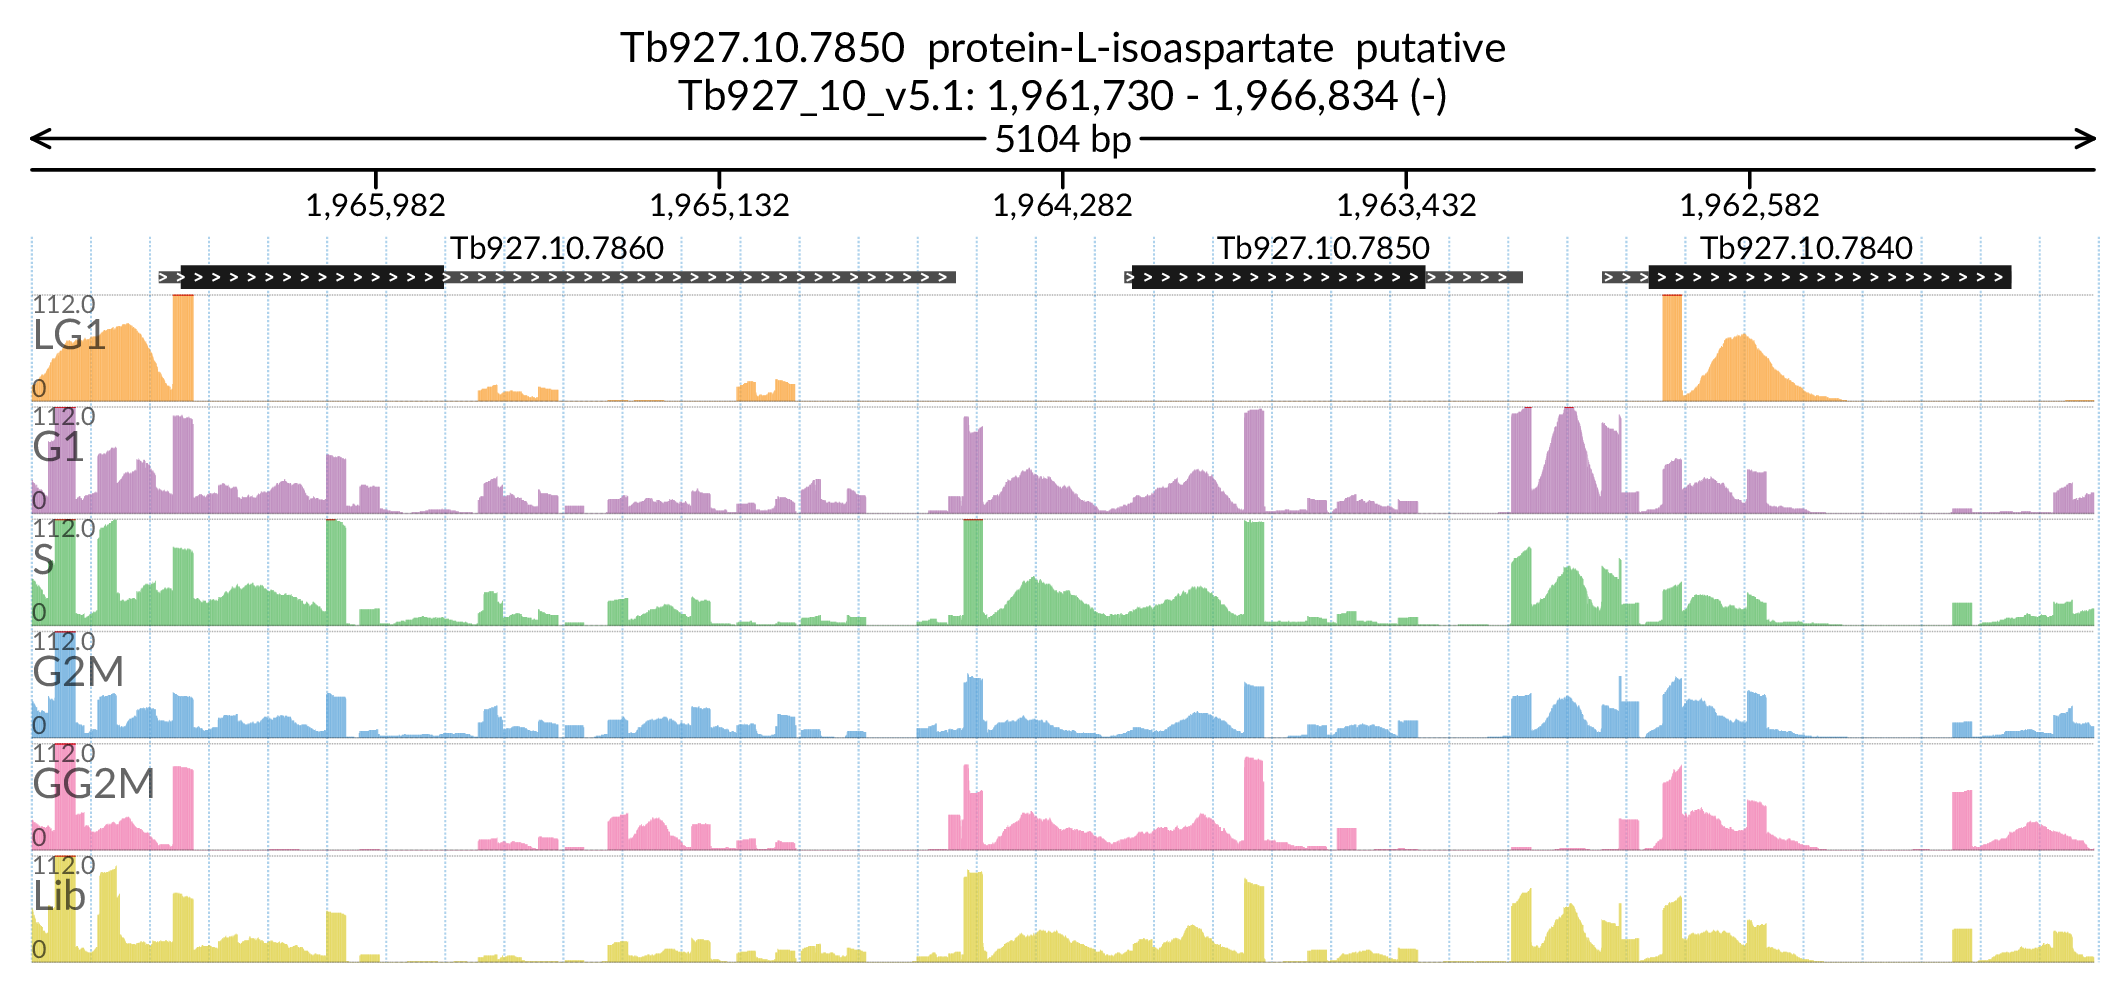 Tb927.10.7850 protein-L-isoaspartate putative
Tb927_10_v5.1: 1,961,730 - 1,966,834 (-)
5104 bp
1,965,982 1,965,132 1,964,282 1,963,432 1,962,582
Tb927.10.7860 Tb927.10.7850 Tb927.10.7840
112.0
LG1
0
112.0
G1
0
112.0
S
0
112.0
G2M
0
112.0
GG2M
0
112.0
Lib
0